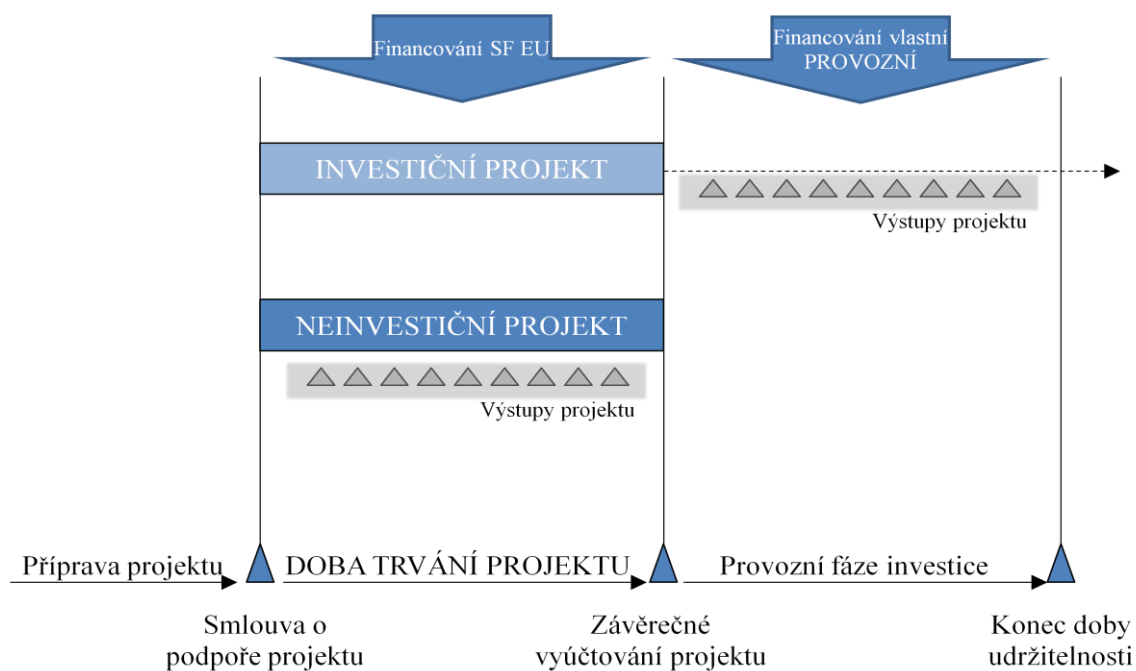 Financování SF EU
Financování vlastní
PROVOZNÍ
INVESTIČNÍ PROJEKT
Výstupy projektu
NEINVESTIČNÍ PROJEKT
Výstupy projektu
Příprava projektu
DOBA TRVÁNÍ PROJEKTU
Provozní fáze investice
Smlouva o
podpoře projektu
Závěrečné
vyúčtování projektu
Konec doby
udržitelnosti